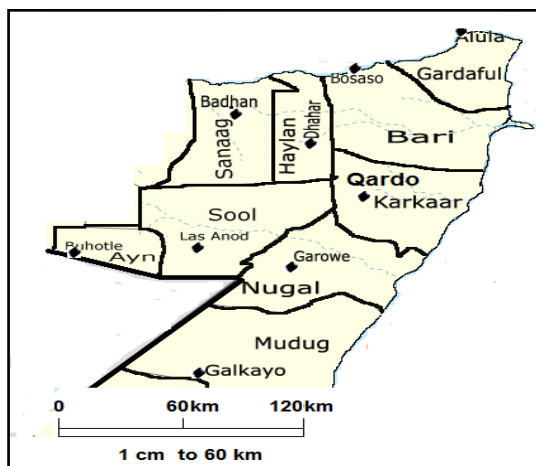 Alula
Gardaful
Bosaso
Badhan
Sanaag
Haylan
Dhahar
Bari
Qardo
Karkaar
Sool
Las Anod
Buhotle
Ayn
Garowe
Nugal
Mudug
Galkayo
0 60km 120km
1 cm to 60 km